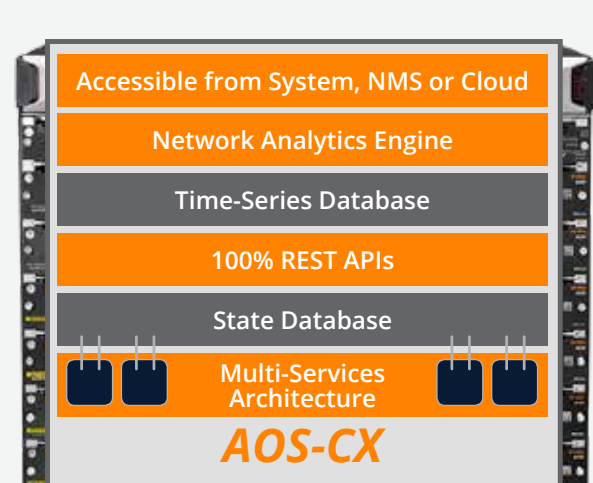 Accessible from System, NMS or Cloud
Network Analytics Engine
Time-Series Database
100% REST APIs
State Database
Multi-Services
Architecture
AOS-CX